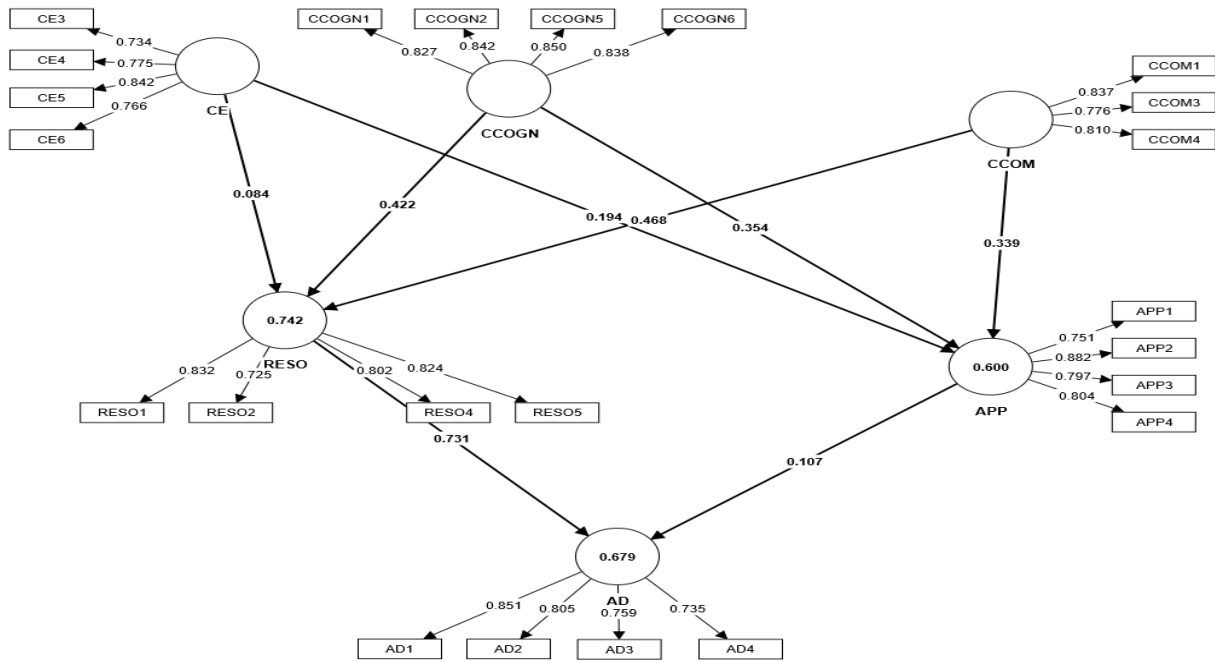 CE3
0.734
CE4
0.775
CE5
0.842
CE6
0.766
CE
CCOGN1
CCOGN2
CCOGN5
CCOGN6
0.827
0.842
0.850
0.838
CCOGN
CCOM1
0.837
CCOM3
0.776
CCOM4
0.810
CCOM
0.084
0.422
0.194
0.468
0.354
0.339
0.742
RESO
0.832
0.725
0.802
0.824
RESO1
RESO2
RESO4
RESO5
0.600
APP
APP1
0.751
APP2
0.882
APP3
0.797
APP4
0.804
0.731
0.107
0.679
AD
0.851
0.805
0.759
0.735
AD1
AD2
AD3
AD4